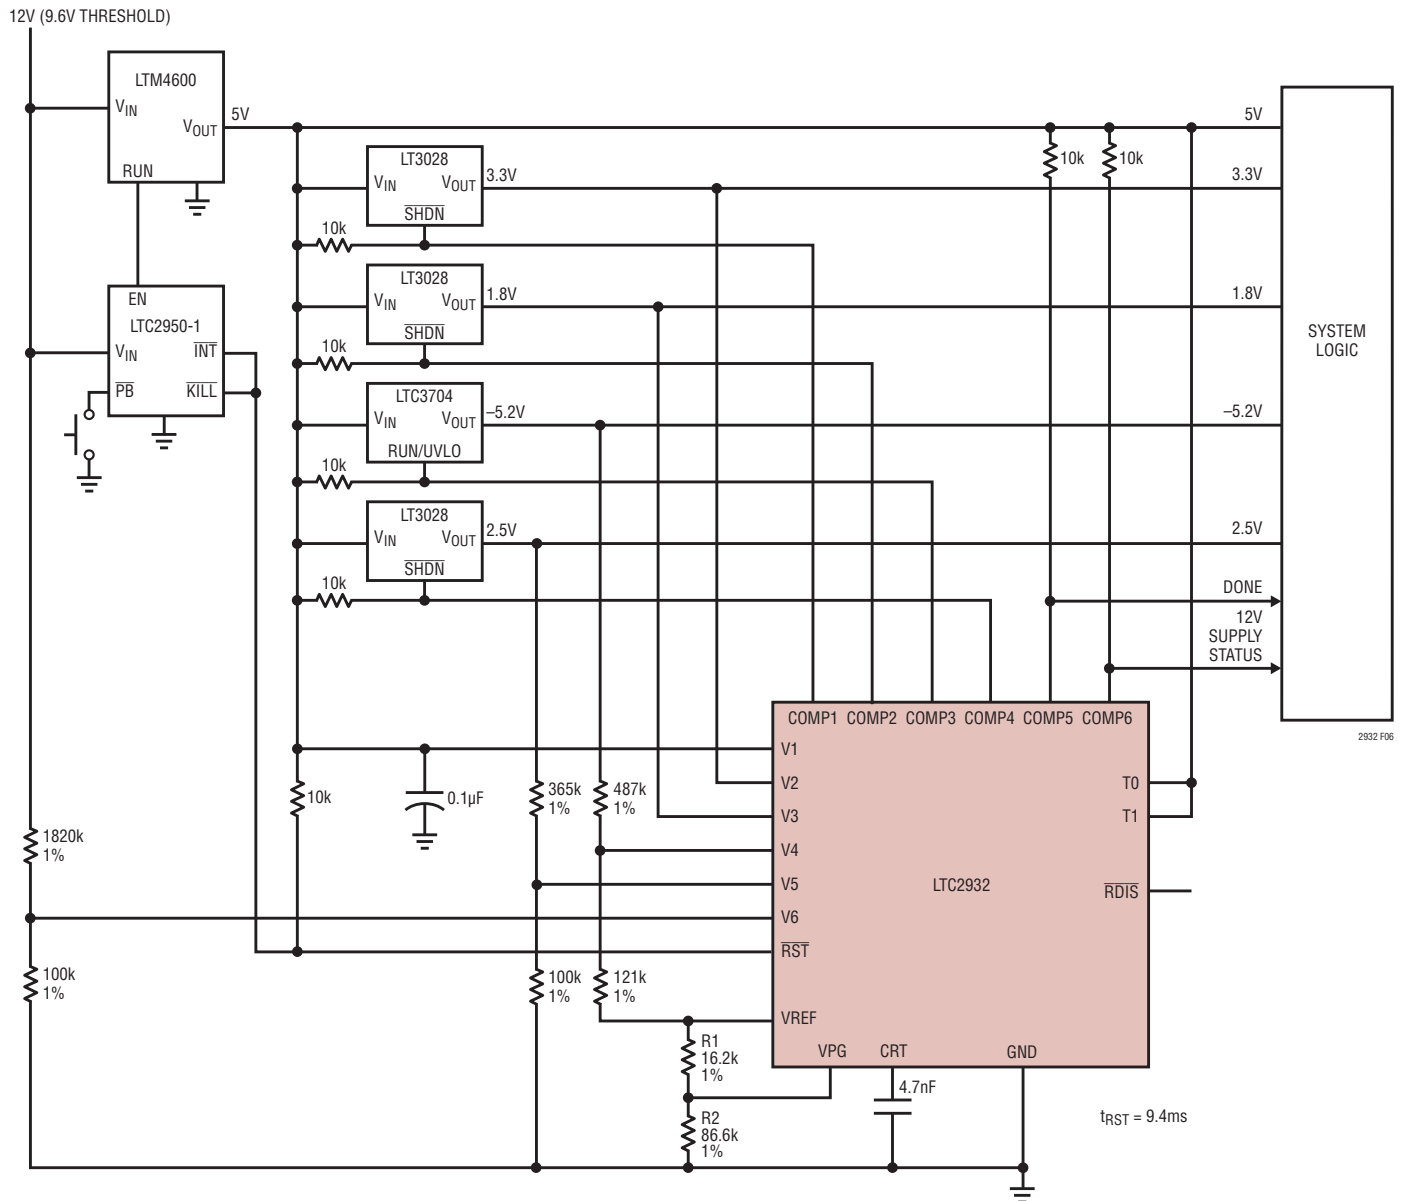 12V (9.6V THRESHOLD)
LTM4600
VIN
VOUT
RUN
5V
LT3028
VIN
VOUT
SHDN
3.3V
10k
LT3028
VIN
VOUT
SHDN
1.8V
10k
LTC3704
VIN
VOUT
RUN/UVLO
–5.2V
10k
LT3028
VIN
VOUT
SHDN
2.5V
10k
EN
LTC2950-1
VIN
INT
PB
KILL
10k
10k
5V
3.3V
1.8V
–5.2V
2.5V
DONE
12V
SUPPLY
STATUS
SYSTEM
LOGIC
2932 F06
COMP1
COMP2
COMP3
COMP4
COMP5
COMP6
V1
V2
V3
V4
V5
V6
RST
VREF
VPG
CRT
GND
T0
T1
RDIS
LTC2932
10k
0.1µF
365k
1%
487k
1%
1820k
1%
100k
1%
100k
1%
121k
1%
R1
16.2k
1%
R2
86.6k
1%
4.7nF
tRST = 9.4ms